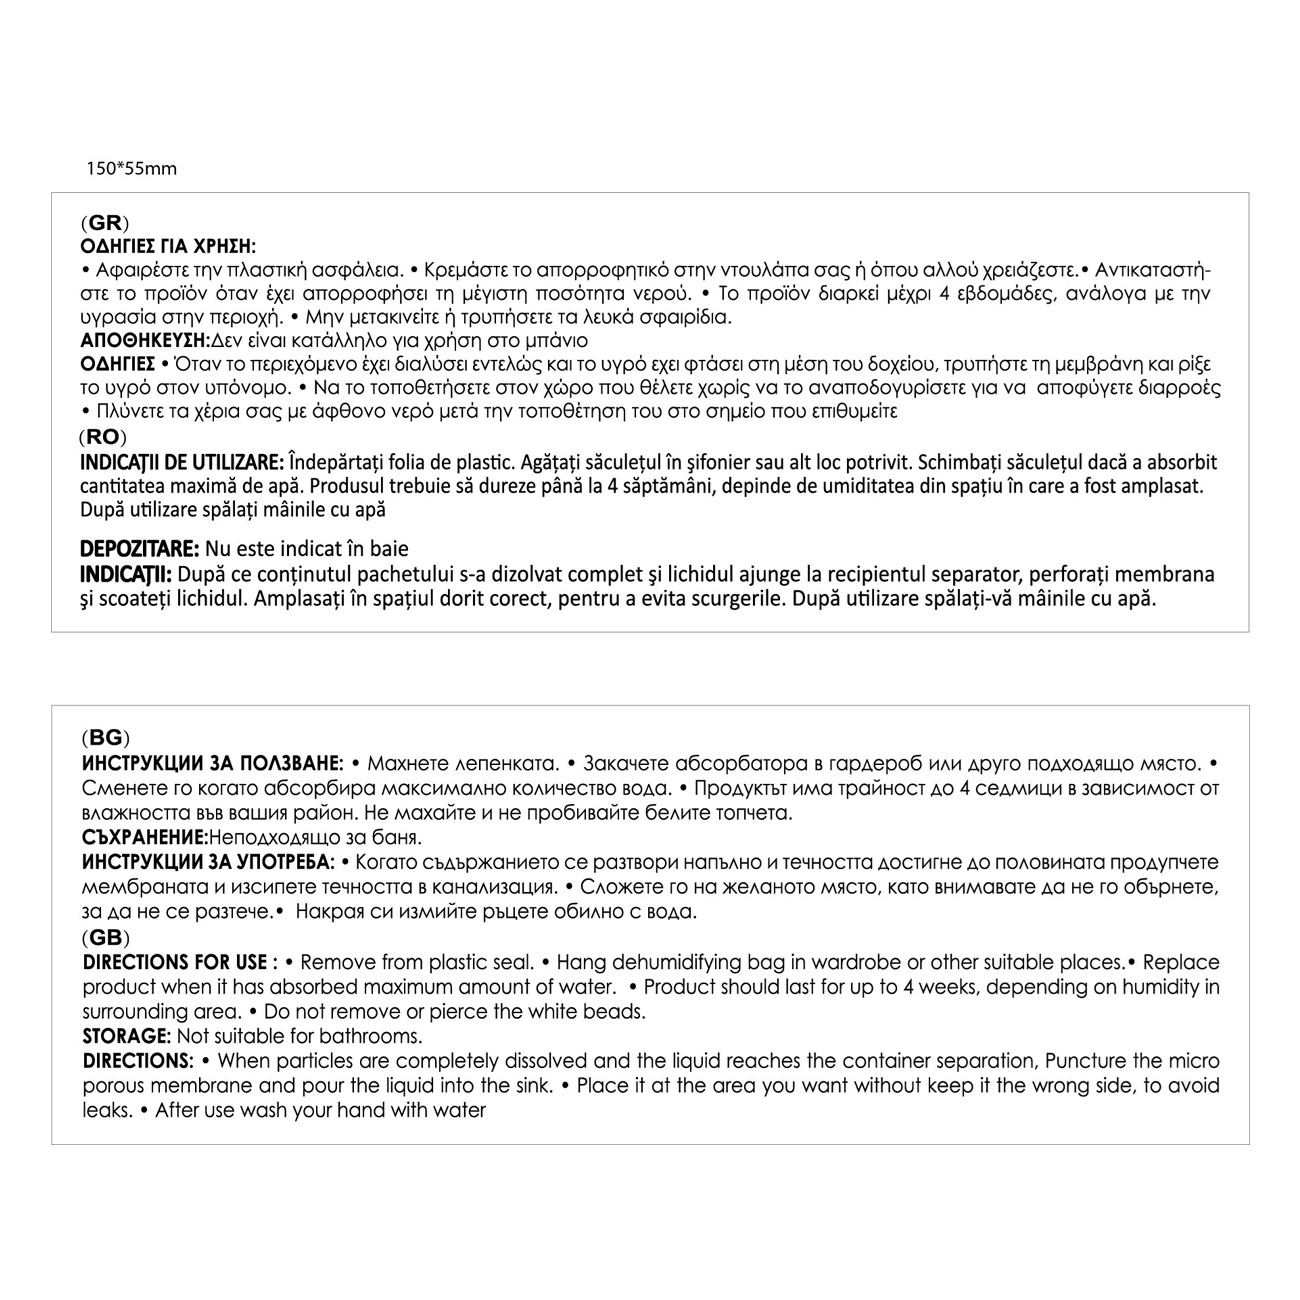 150*55mm
(GR)
ΟΔΗΓΙΕΣ ΓΙΑ ΧΡΗΣΗ:
• Αφαιρέστε την πλαστική ασφάλεια. • Κρεμάστε το απορροφητικό στην ντουλάπα σας ή όπου αλλού χρειάζεστε.• Αντικαταστή-
στε το προϊόν όταν έχει απορροφήσει τη μέγιστη ποσότητα νερού. • Το προϊόν διαρκεί μέχρι 4 εβδομάδες, ανάλογα με την
υγρασία στην περιοχή. • Μην μετακινείτε ή τρυπήσετε τα λευκά σφαιρίδια.
ΑΠΟΘΗΚΕΥΣΗ:Δεν είναι κατάλληλο για χρήση στο μπάνιο
ΟΔΗΓΙΕΣ • Όταν το περιεχόμενο έχει διαλύσει εντελώς και το υγρό εχει φτάσει στη μέση του δοχείου, τρυπήστε τη μεμβράνη και ρίξε
το υγρό στον υπόνομο. • Να το τοποθετήσετε στον χώρο που θέλετε χωρίς να το αναποδογυρίσετε για να  αποφύγετε διαρροές
• Πλύνετε τα χέρια σας με άφθονο νερό μετά την τοποθέτηση του στο σημείο που επιθυμείτε
(RO)
INDICAȚII DE UTILIZARE: Îndepărtați folia de plastic. Agățați săculețul în șifonier sau alt loc potrivit. Schimbați săculețul dacă a absorbit
cantitatea maximă de apă. Produsul trebuie să dureze până la 4 săptămâni, depinde de umiditatea din spațiu în care a fost amplasat.
După utilizare spălați mâinile cu apă
DEPOZITARE: Nu este indicat în baie
INDICAȚII: După ce conținutul pachetului s-a dizolvat complet și lichidul ajunge la recipientul separator, perforați membrana
și scoateți lichidul. Amplasați în spațiul dorit corect, pentru a evita scurgerile. După utilizare spălați-vă mâinile cu apă.
(BG)
ИНСТРУКЦИИ ЗА ПОЛЗВАНЕ: • Махнете лепенката. • Закачете абсорбатора в гардероб или друго подходящо място. •
Сменете го когато абсорбира максимално количество вода. • Продуктът има трайност до 4 седмици в зависимост от
влажността във вашия район. Не махайте и не пробивайте белите топчета.
СЪХРАНЕНИЕ:Неподходящо за баня.
ИНСТРУКЦИИ ЗА УПОТРЕБА: • Когато съдържанието се разтвори напълно и течността достигне до половината продупчете
мембраната и изсипете течността в канализация. • Сложете го на желаното място, като внимавате да не го обърнете,
за да не се разтече.•  Накрая си измийте ръцете обилно с вода.
(GB)
DIRECTIONS FOR USE : • Remove from plastic seal. • Hang dehumidifying bag in wardrobe or other suitable places.• Replace
product when it has absorbed maximum amount of water.  • Product should last for up to 4 weeks, depending on humidity in
surrounding area. • Do not remove or pierce the white beads.
STORAGE: Not suitable for bathrooms.
DIRECTIONS: • When particles are completely dissolved and the liquid reaches the container separation, Puncture the micro
porous membrane and pour the liquid into the sink. • Place it at the area you want without keep it the wrong side, to avoid
leaks. • After use wash your hand with water